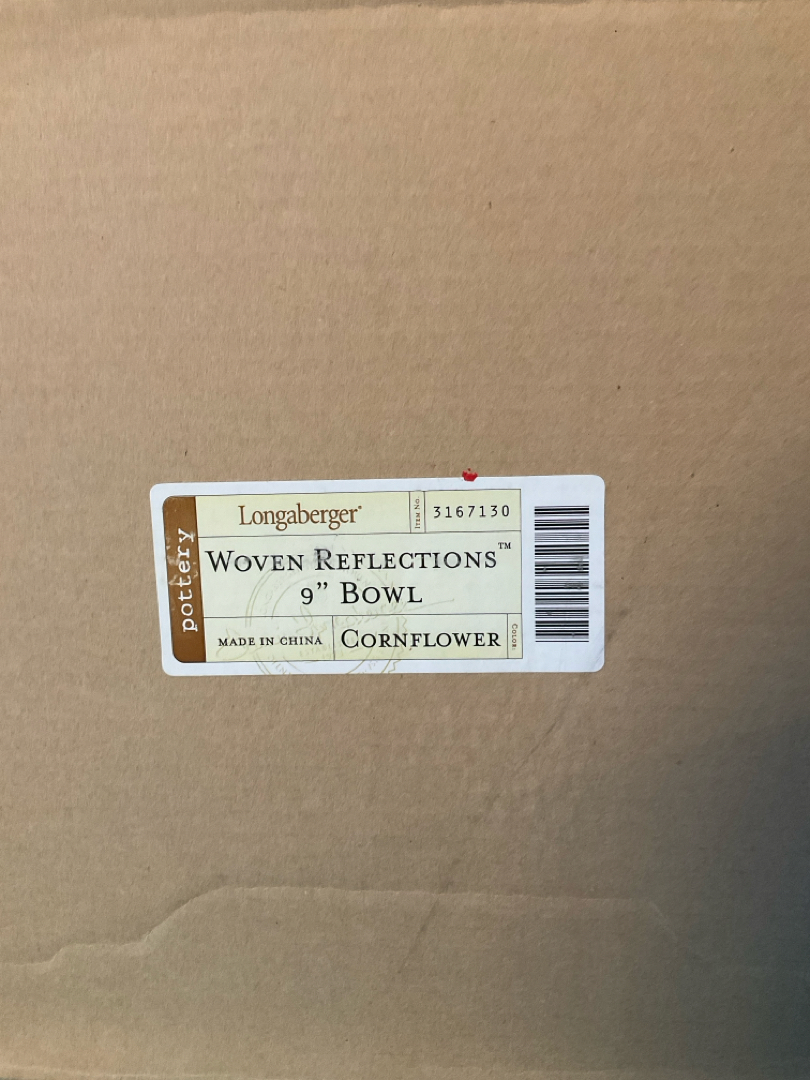 pottery
Longaberger®
Item No.
3167130
Woven Reflections™
9” Bowl
MADE IN CHINA
Cornflower
Color: